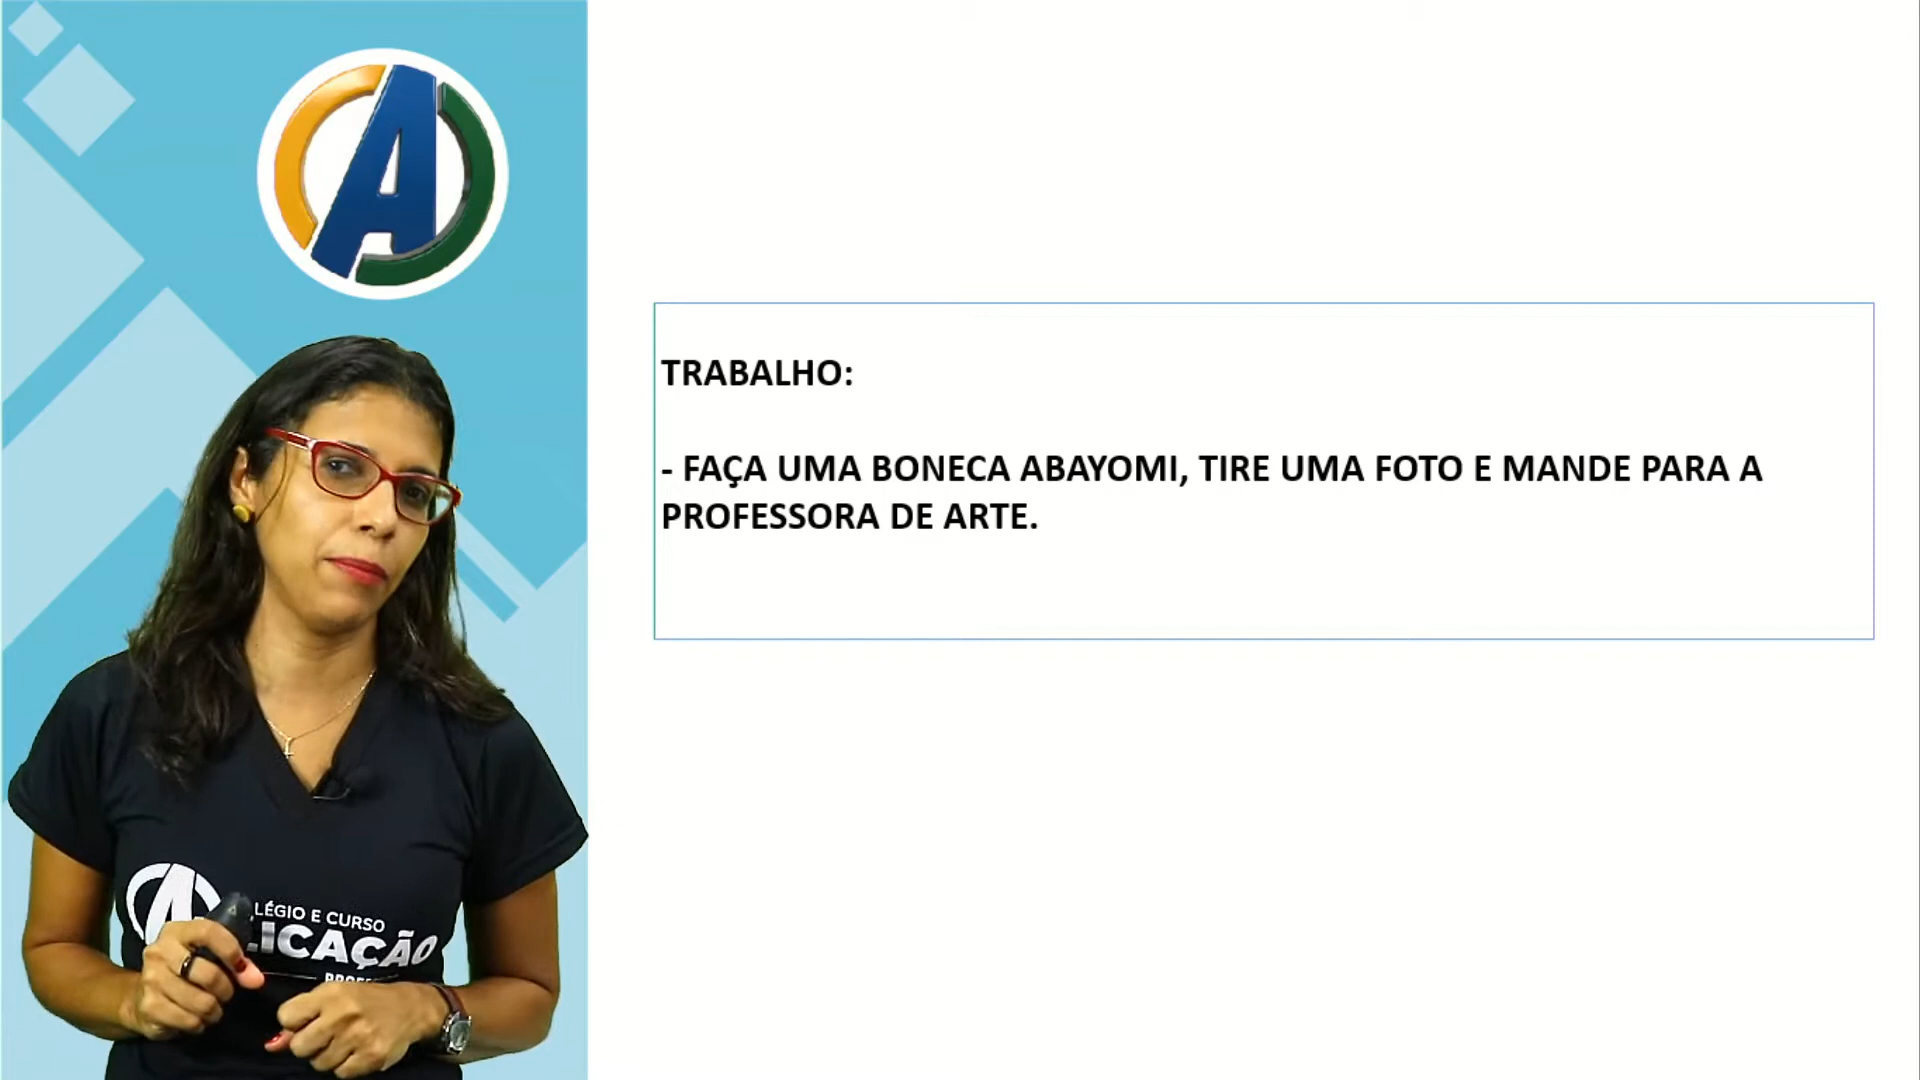 A
TRABALHO:
- FAÇA UMA BONECA ABAYOMI, TIRE UMA FOTO E MANDE PARA A
PROFESSORA DE ARTE.
LÉGIO E CURSO
LICAÇÃO